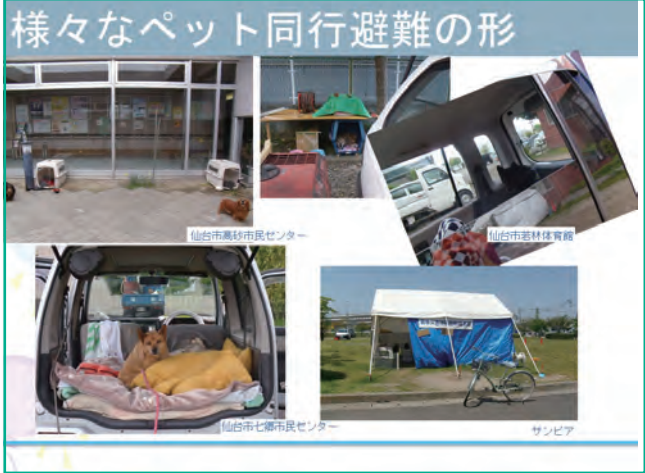 様々なペット同行避難の形
仙台市高砂市民センター
仙台市若林体育館
仙台市七郷市民センター
サンピア